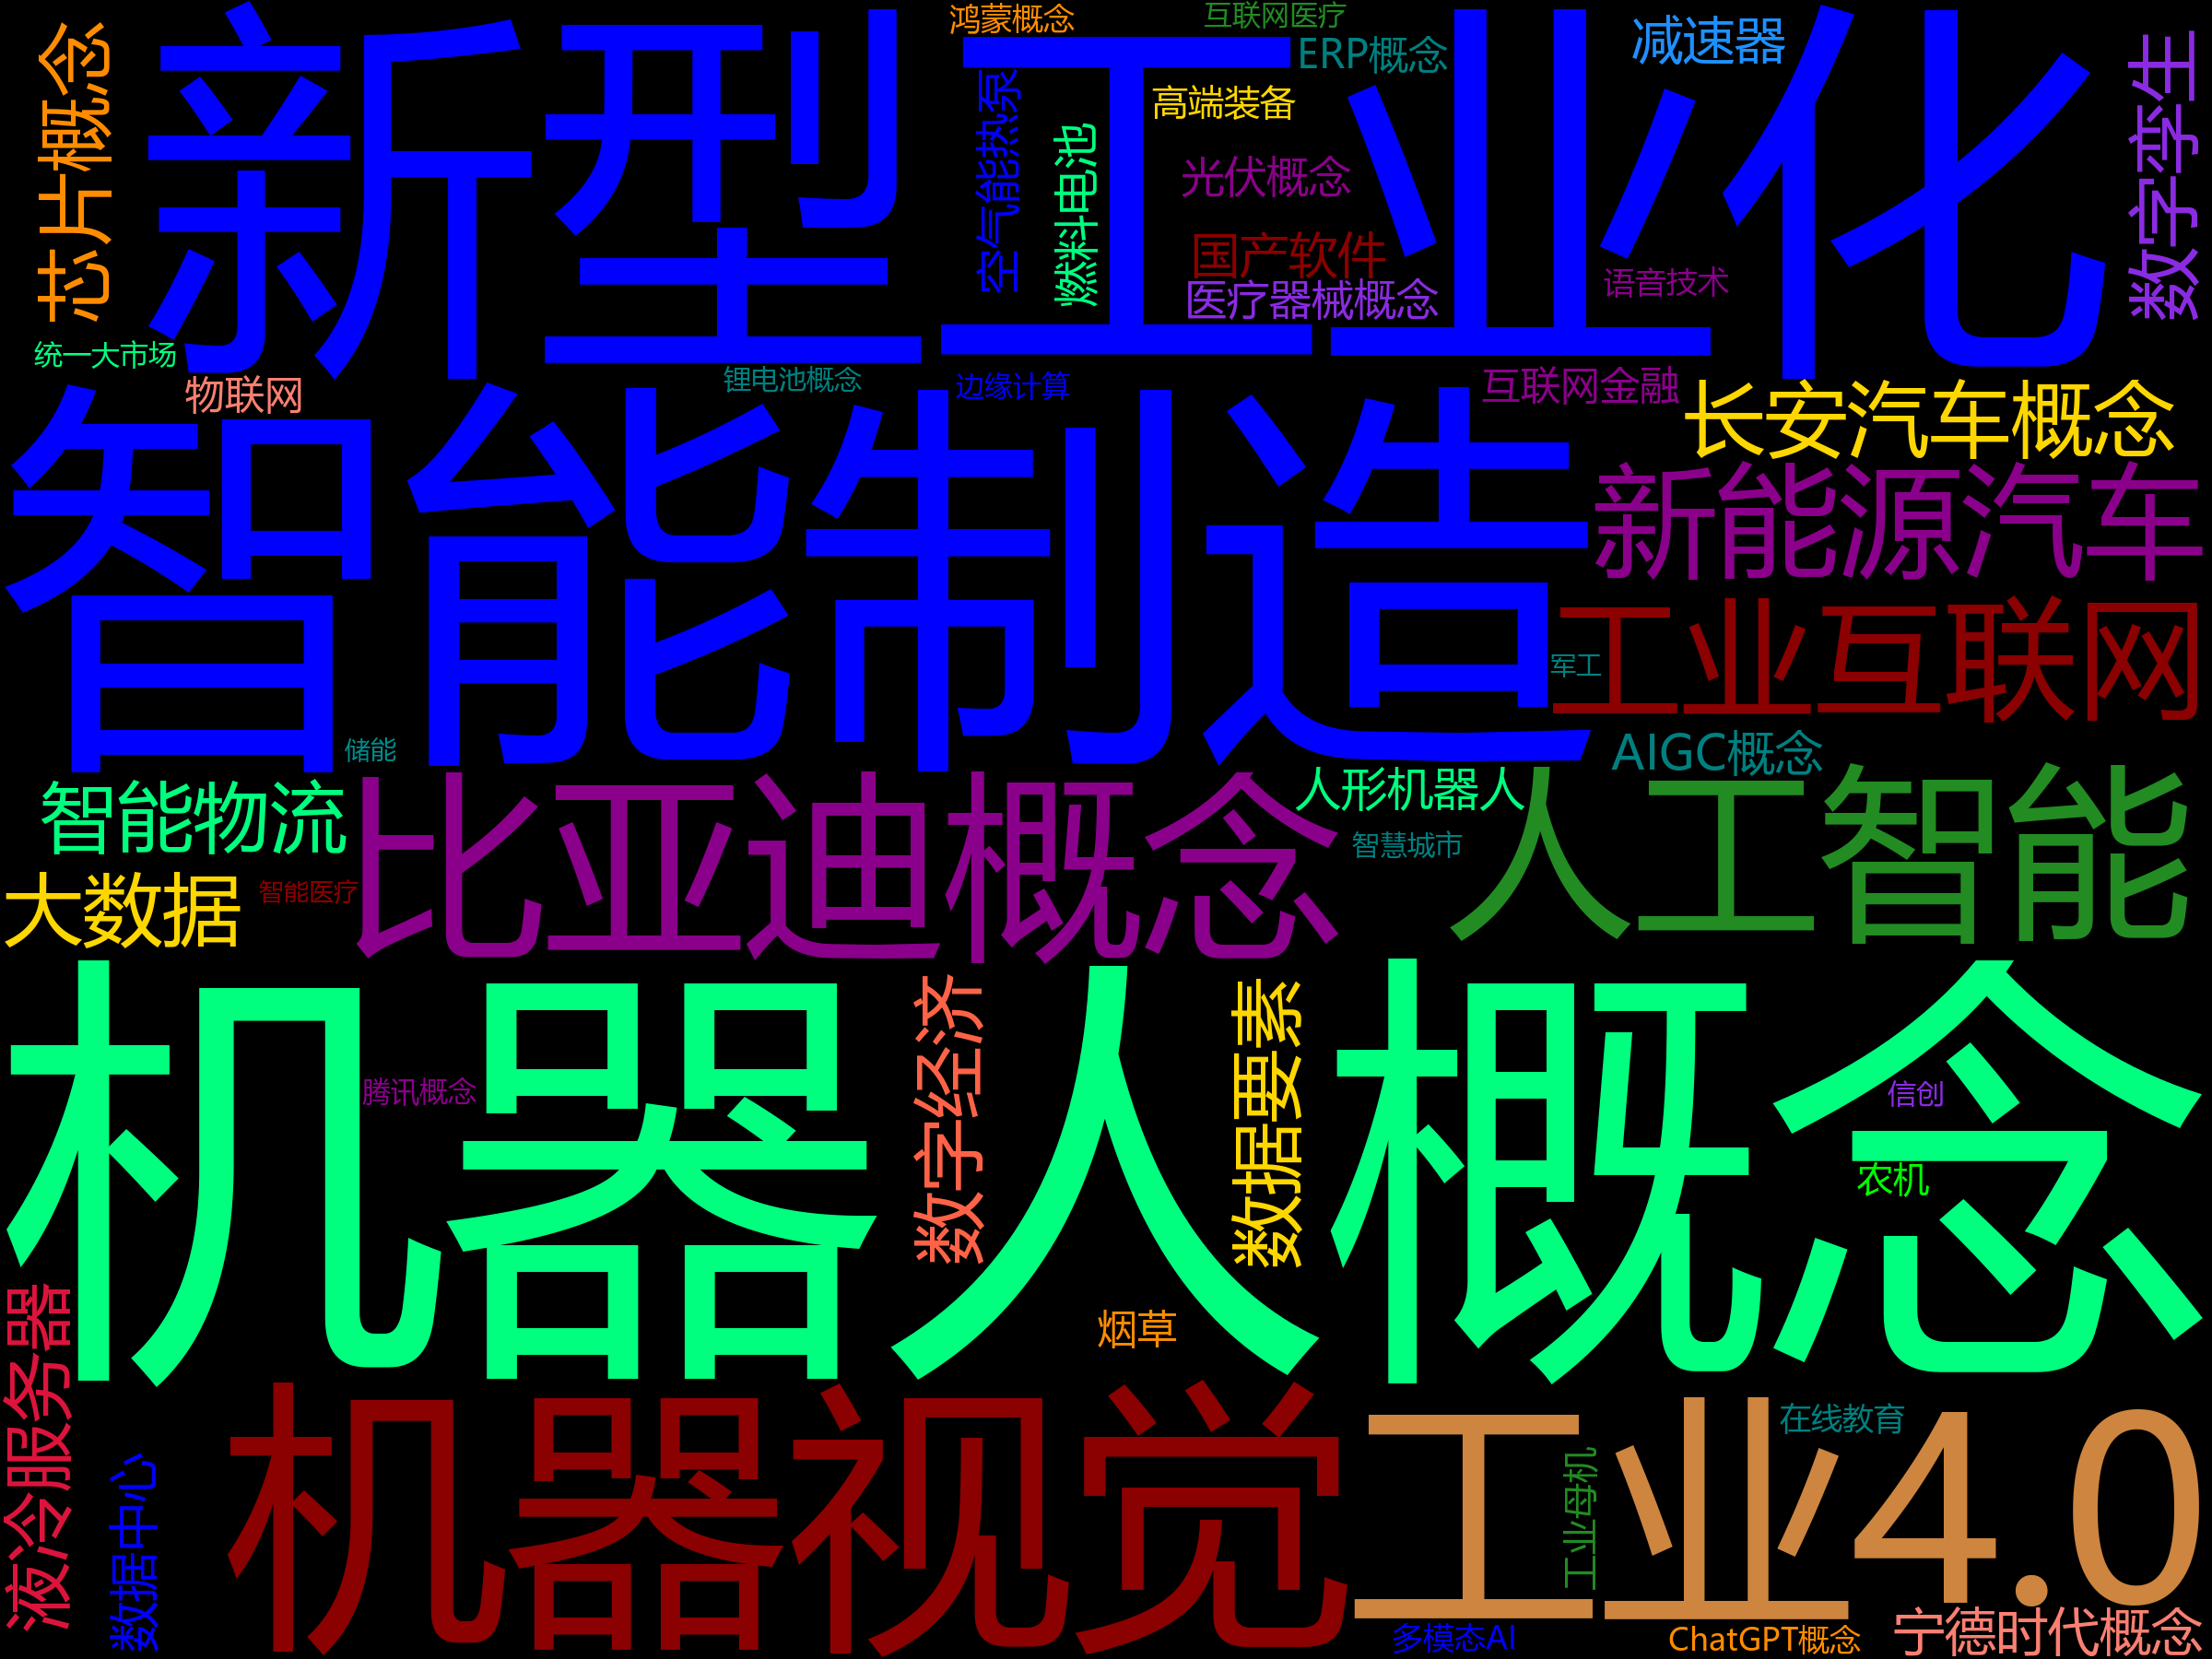 新型工业化
芯片概念
鸿蒙概念
互联网医疗
ERP概念
减速器
数字孪生
空气能热泵
燃料电池
高端装备
光伏概念
国产软件
医疗器械概念
语音技术
统一大市场
物联网
锂电池概念
边缘计算
互联网金融
长安汽车概念
智能制造
新能源汽车
工业互联网
军工
AIGC概念
储能
智能物流
比亚迪概念
人形机器人
智慧城市
人工智能
大数据
智能医疗
机器人概念
腾讯概念
数字经济
数据要素
信创
农机
烟草
液冷服务器
数据中心
机器视觉
工业4.0
在线教育
工业母机
多模态AI
ChatGPT概念
宁德时代概念